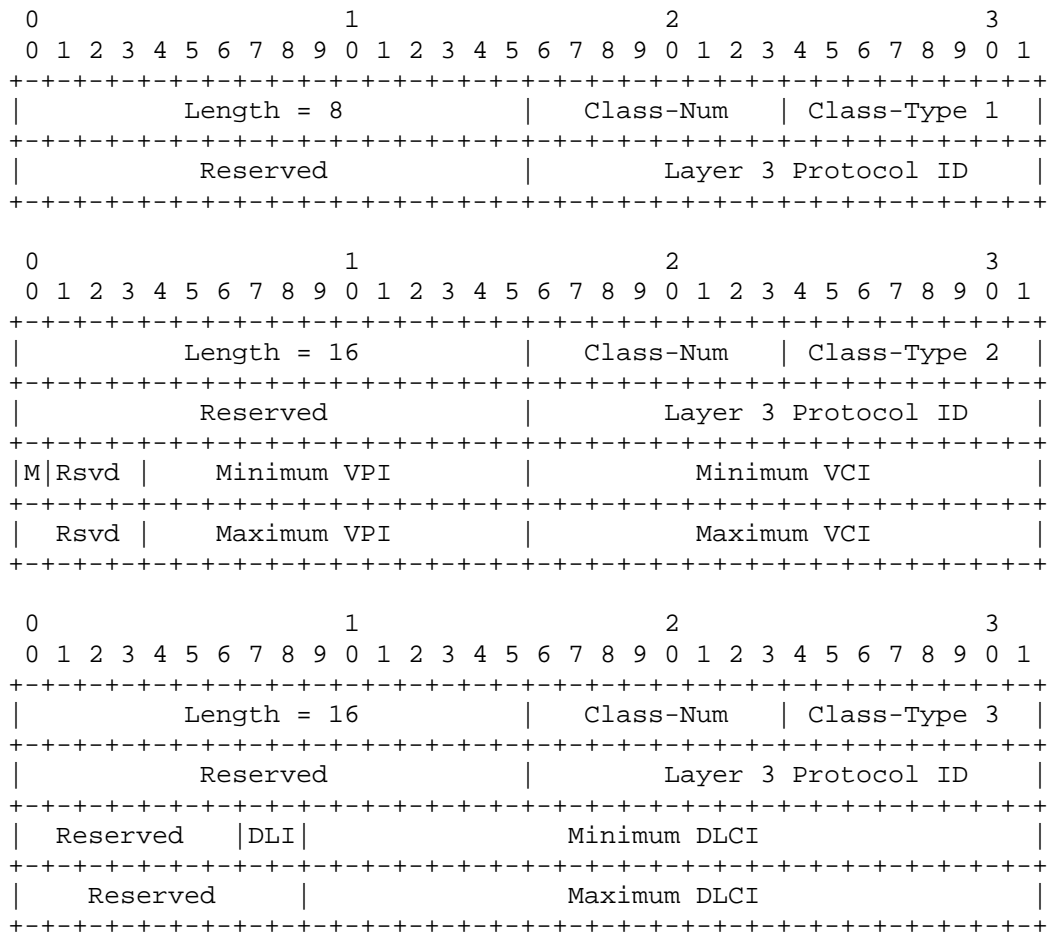 0                   1                   2                   3
 0 1 2 3 4 5 6 7 8 9 0 1 2 3 4 5 6 7 8 9 0 1 2 3 4 5 6 7 8 9 0 1
+-+-+-+-+-+-+-+-+-+-+-+-+-+-+-+-+-+-+-+-+-+-+-+-+-+-+-+-+-+-+-+-+
|          Length = 8           |   Class-Num   | Class-Type 1  |
+-+-+-+-+-+-+-+-+-+-+-+-+-+-+-+-+-+-+-+-+-+-+-+-+-+-+-+-+-+-+-+-+
|           Reserved            |        Layer 3 Protocol ID    |
+-+-+-+-+-+-+-+-+-+-+-+-+-+-+-+-+-+-+-+-+-+-+-+-+-+-+-+-+-+-+-+-+
 0                   1                   2                   3
 0 1 2 3 4 5 6 7 8 9 0 1 2 3 4 5 6 7 8 9 0 1 2 3 4 5 6 7 8 9 0 1
+-+-+-+-+-+-+-+-+-+-+-+-+-+-+-+-+-+-+-+-+-+-+-+-+-+-+-+-+-+-+-+-+
|          Length = 16          |   Class-Num   | Class-Type 2  |
+-+-+-+-+-+-+-+-+-+-+-+-+-+-+-+-+-+-+-+-+-+-+-+-+-+-+-+-+-+-+-+-+
|           Reserved            |        Layer 3 Protocol ID    |
+-+-+-+-+-+-+-+-+-+-+-+-+-+-+-+-+-+-+-+-+-+-+-+-+-+-+-+-+-+-+-+-+
|M|Rsvd |    Minimum VPI        |          Minimum VCI          |
+-+-+-+-+-+-+-+-+-+-+-+-+-+-+-+-+-+-+-+-+-+-+-+-+-+-+-+-+-+-+-+-+
|  Rsvd |    Maximum VPI        |          Maximum VCI          |
+-+-+-+-+-+-+-+-+-+-+-+-+-+-+-+-+-+-+-+-+-+-+-+-+-+-+-+-+-+-+-+-+
 0                   1                   2                   3
 0 1 2 3 4 5 6 7 8 9 0 1 2 3 4 5 6 7 8 9 0 1 2 3 4 5 6 7 8 9 0 1
+-+-+-+-+-+-+-+-+-+-+-+-+-+-+-+-+-+-+-+-+-+-+-+-+-+-+-+-+-+-+-+-+
|          Length = 16          |   Class-Num   | Class-Type 3  |
+-+-+-+-+-+-+-+-+-+-+-+-+-+-+-+-+-+-+-+-+-+-+-+-+-+-+-+-+-+-+-+-+
|           Reserved            |        Layer 3 Protocol ID    |
+-+-+-+-+-+-+-+-+-+-+-+-+-+-+-+-+-+-+-+-+-+-+-+-+-+-+-+-+-+-+-+-+
|  Reserved   |DLI|                Minimum DLCI                 |
+-+-+-+-+-+-+-+-+-+-+-+-+-+-+-+-+-+-+-+-+-+-+-+-+-+-+-+-+-+-+-+-+
|    Reserved     |                Maximum DLCI                 |
+-+-+-+-+-+-+-+-+-+-+-+-+-+-+-+-+-+-+-+-+-+-+-+-+-+-+-+-+-+-+-+-+